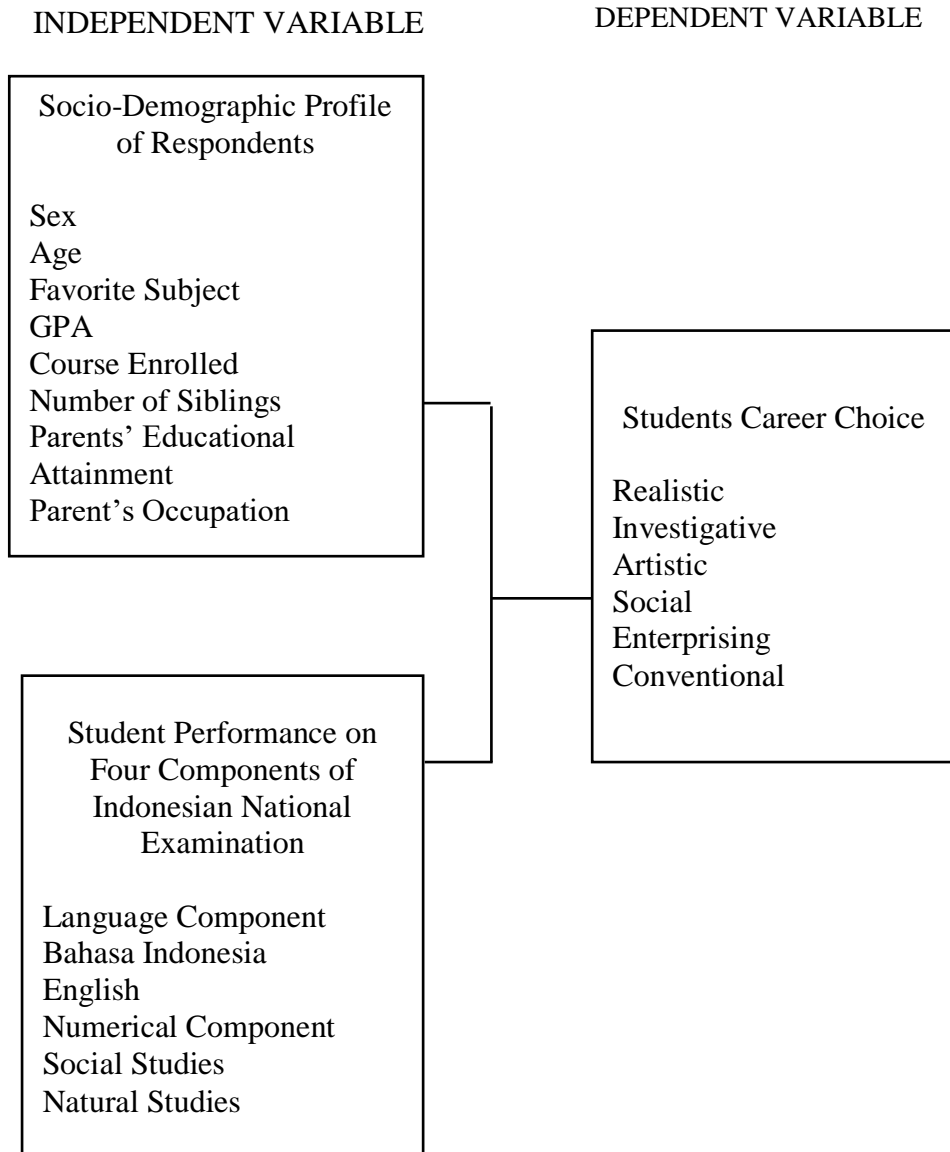 INDEPENDENT VARIABLE
DEPENDENT VARIABLE
Socio-Demographic Profile
of Respondents
Sex
Age
Favorite Subject
GPA
Course Enrolled
Number of Siblings
Parents’ Educational
Attainment
Parent’s Occupation
Students Career Choice
Realistic
Investigative
Artistic
Social
Enterprising
Conventional
Student Performance on
Four Components of
Indonesian National
Examination
Language Component
Bahasa Indonesia
English
Numerical Component
Social Studies
Natural Studies